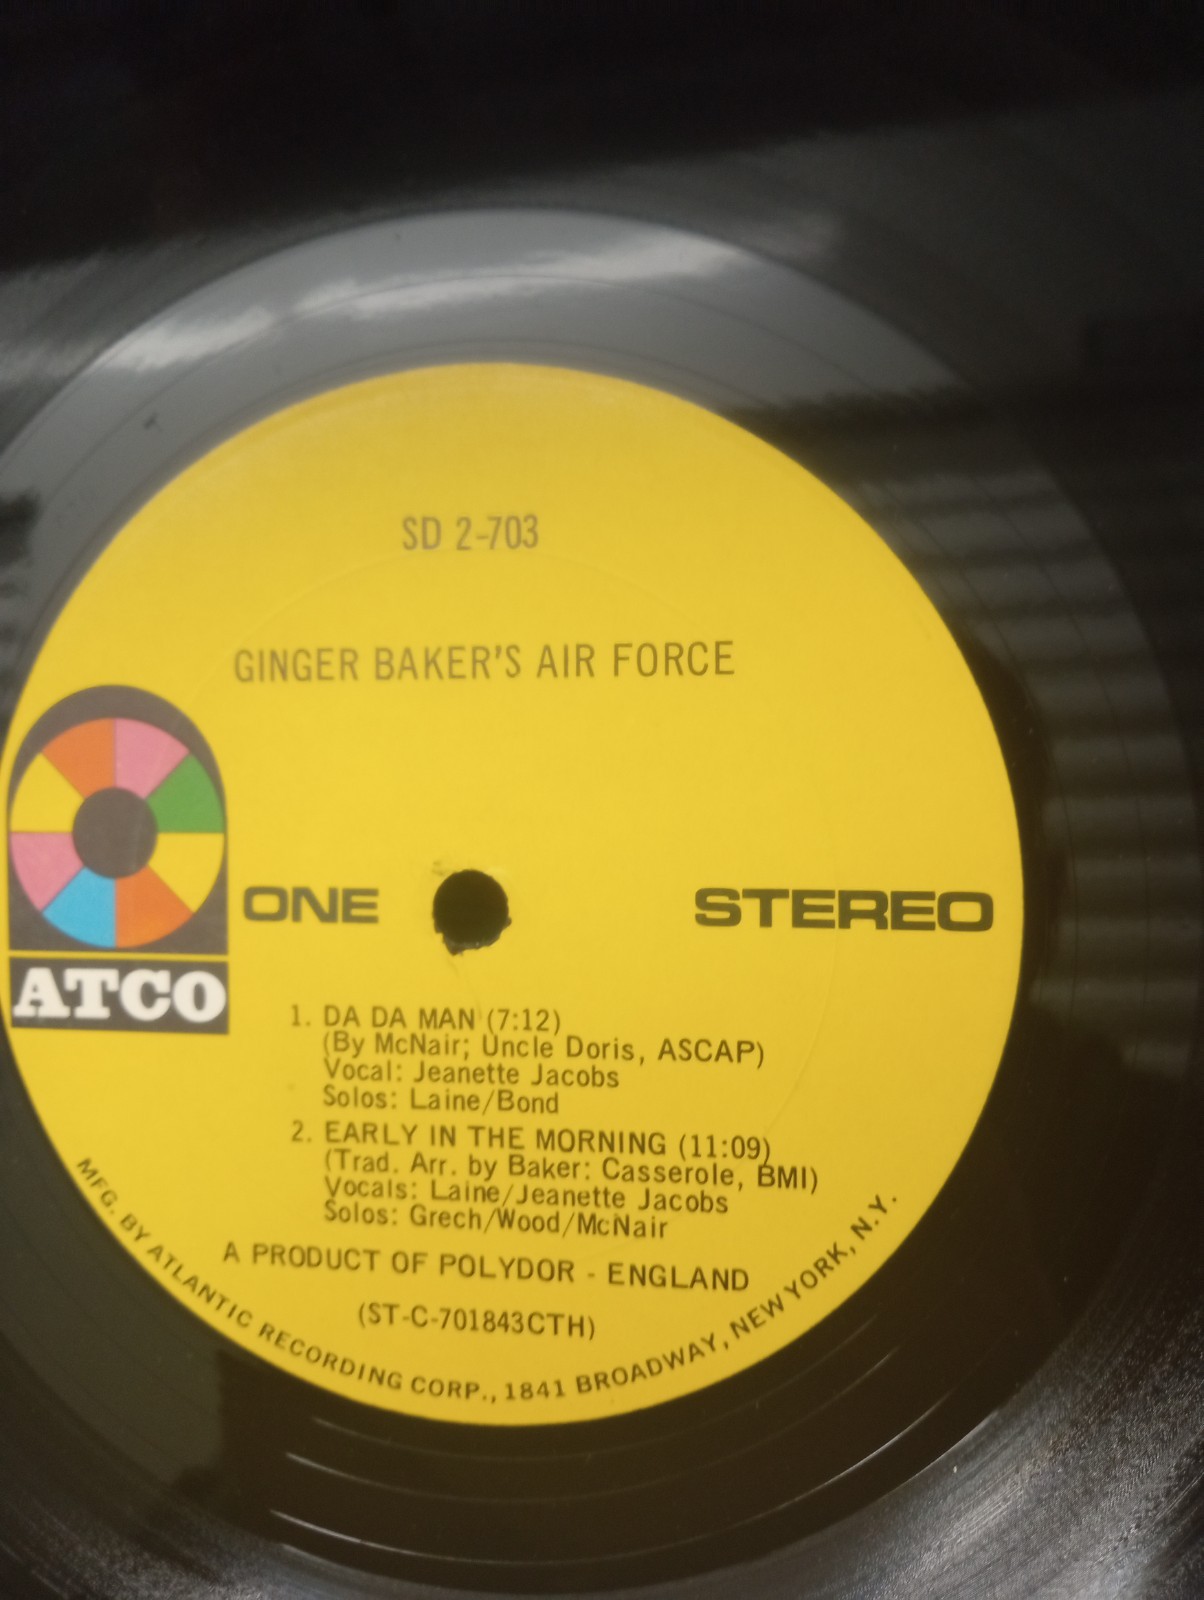 SD 2-703
GINGER BAKER'S AIR FORCE
ATCO
ONE
STEREO
1. DA DA MAN (7:12)
(By McNair; Uncle Doris, ASCAP)
Vocal: Jeanette Jacobs
Solos: Laine/Bond
2. EARLY IN THE MORNING (11:09)
(Trad. Arr. by Baker: Casserole, BMI)
Vocals: Laine/Jeanette Jacobs
Solos: Grech/Wood/McNair
A PRODUCT OF POLYDOR - ENGLAND
(ST-C-701843CTH)
MFG. BY ATLANTIC RECORDING CORP., 1841 BROADWAY, NEW YORK, N.Y.